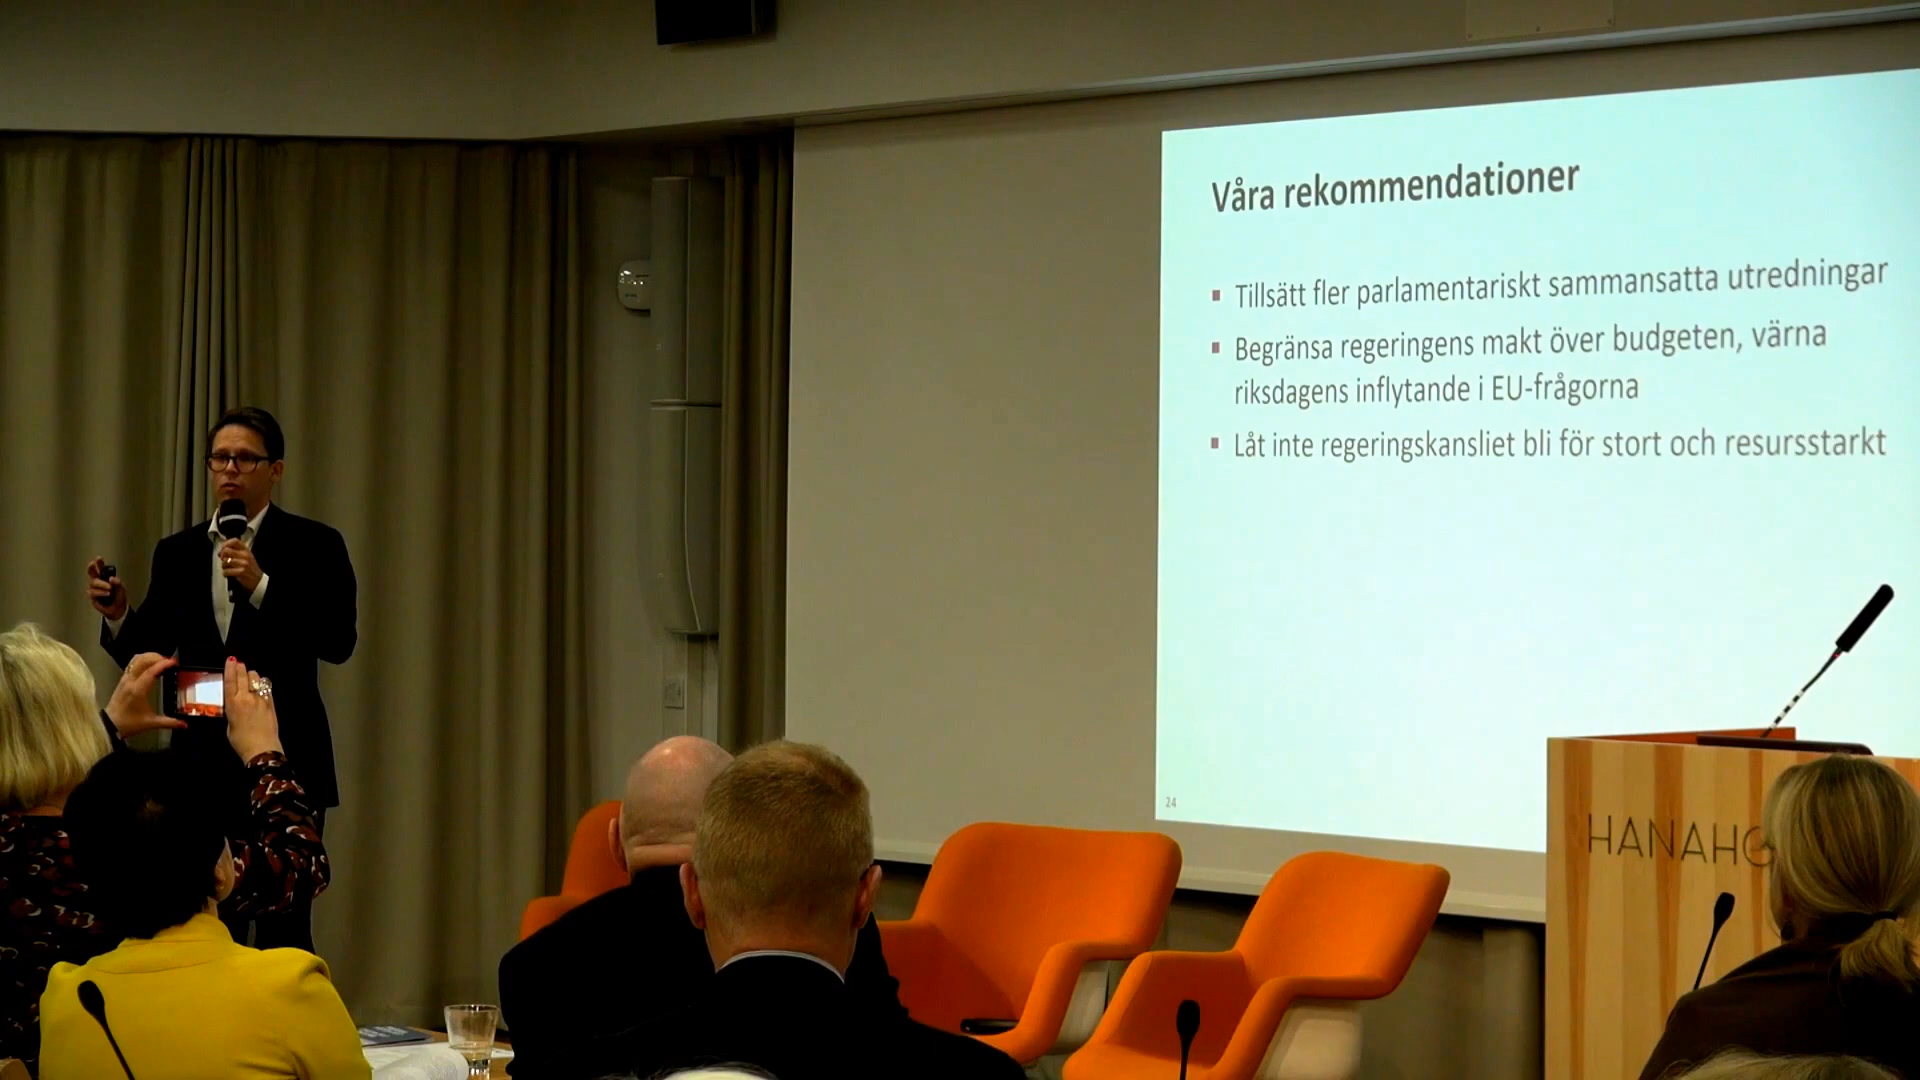 Våra rekommendationer
Tillsätt fler parlamentariskt sammansatta utredningar
Begränsa regeringens makt över budgeten, värna
riksdagens inflytande i EU-frågorna
Låt inte regeringskansliet bli för stort och resursstarkt
24
HANAHO